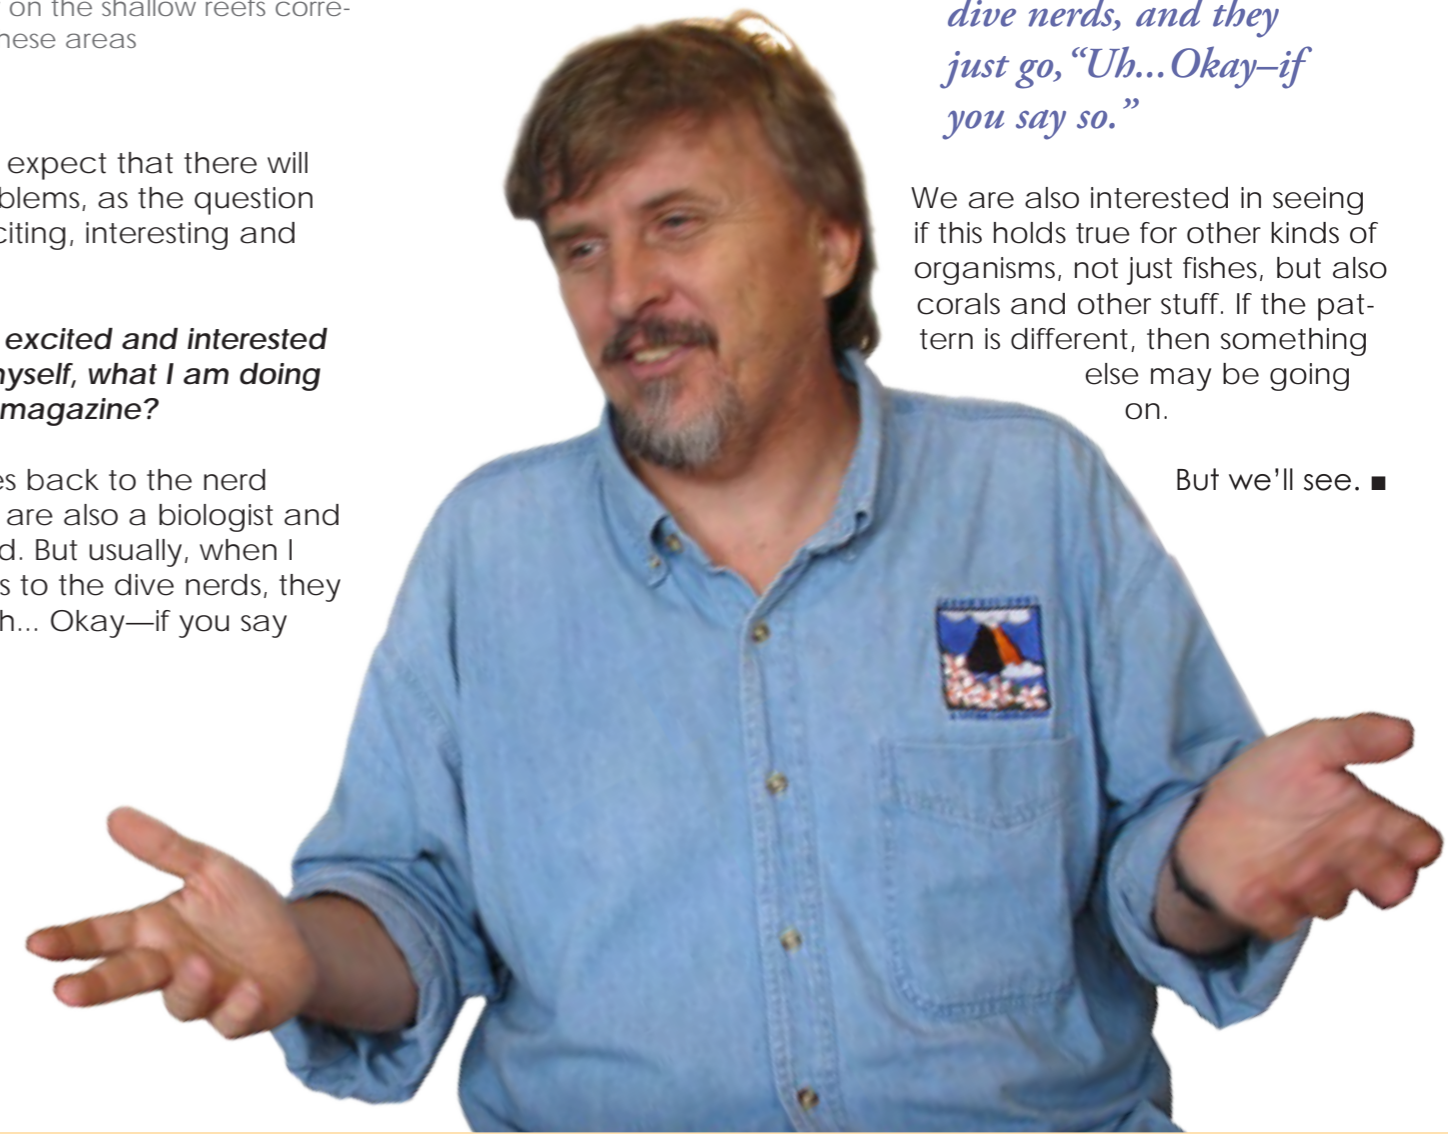 on the shallow reefs corre-
hese areas
expect that there will
blems, as the question
citing, interesting and
excited and interested
nyself, what I am doing
magazine?
es back to the nerd
are also a biologist and
d. But usually, when I
s to the dive nerds, they
h... Okay—if you say
dive nerds, and they
just go, “Uh...Okay–if
you say so.”
We are also interested in seeing
if this holds true for other kinds of
organisms, not just fishes, but also
corals and other stuff. If the pat-
tern is different, then something
else may be going
on.
But we’ll see. ■